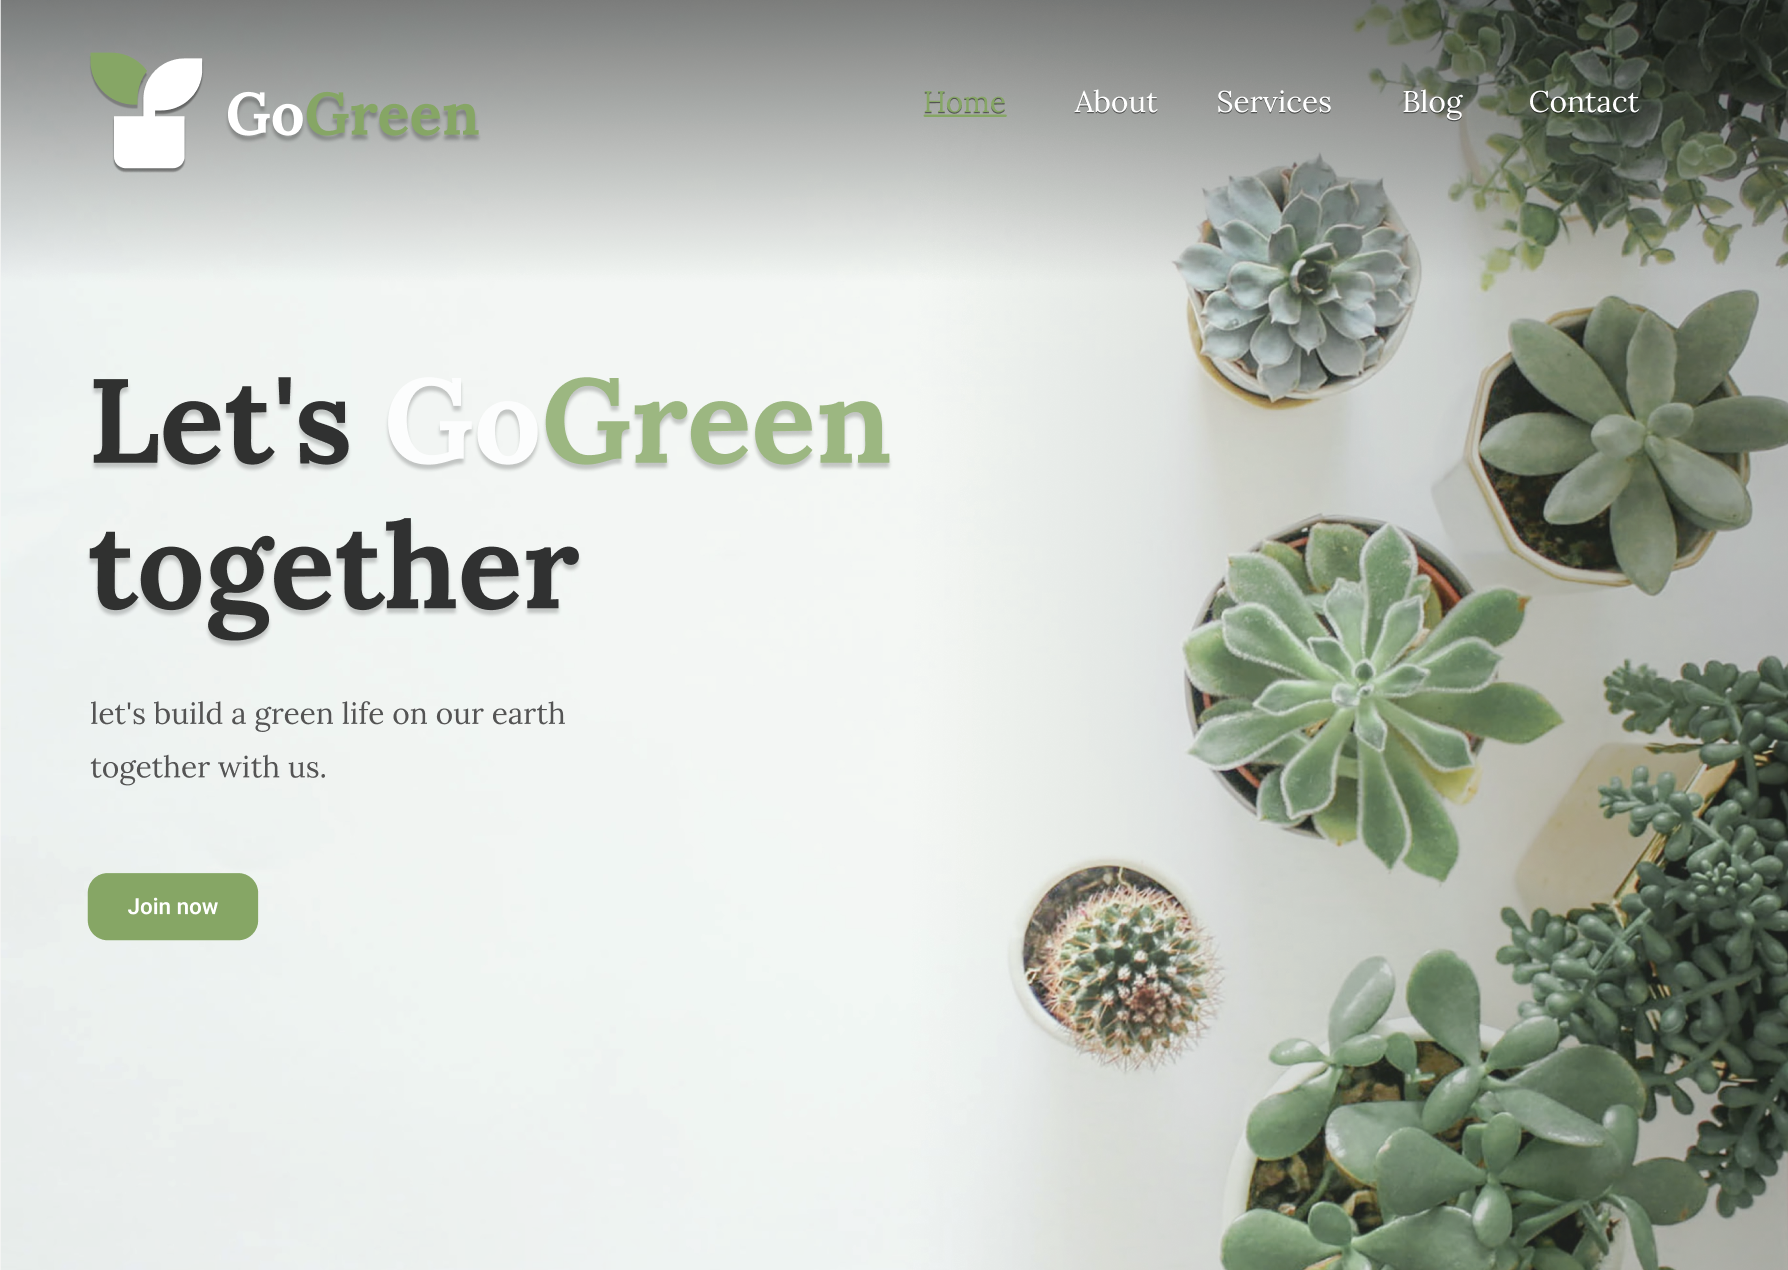 GoGreen
Home About Services Blog Contact
Let's GoGreen
together
let's build a green life on our earth
together with us.
Join now